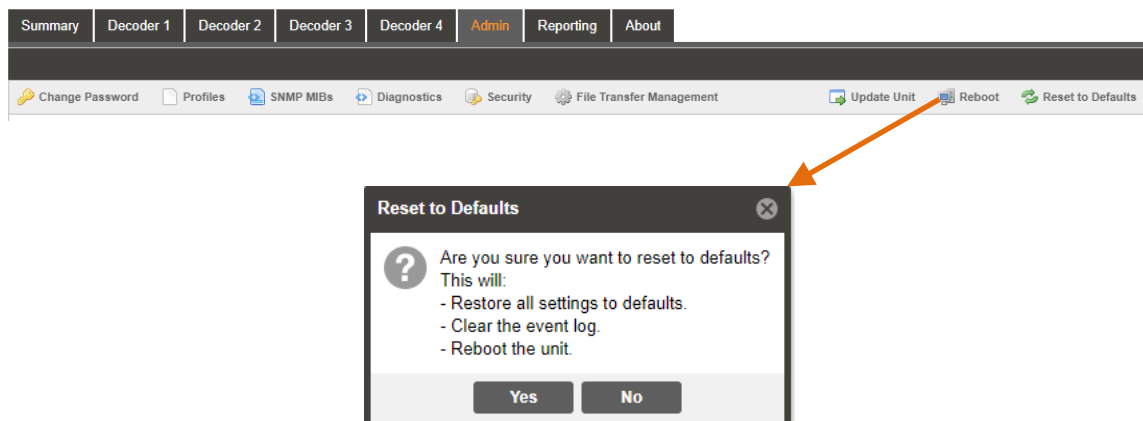 Summary Decoder 1 Decoder 2 Decoder 3 Decoder 4 Admin Reporting About
Change Password Profiles SNMP MIBs Diagnostics Security File Transfer Management Update Unit Reboot Reset to Defaults
Reset to Defaults
Are you sure you want to reset to defaults?
This will:
- Restore all settings to defaults.
- Clear the event log.
- Reboot the unit.
Yes No